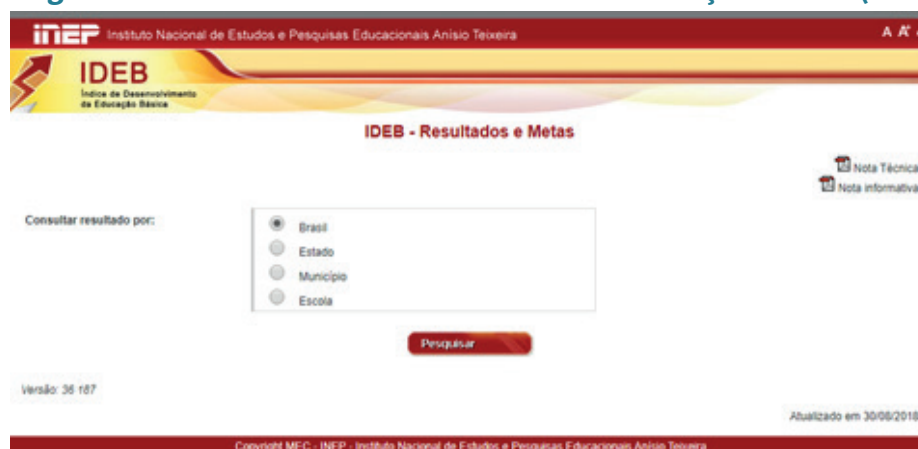 inep Instituto Nacional de Estudos e Pesquisas Educacionais Anísio Teixeira
A A+
IDEB
Índice de Desenvolvimento
da Educação Básica
IDEB - Resultados e Metas
Nota Técnica
Nota informativa
Consultar resultado por:
Brasil
Estado
Município
Escola
Pesquisar
Versão: 36 187
Atualizado em 30/08/2018
Copyright MEC - INEP - Instituto Nacional de Estudos e Pesquisas Educacionais Anísio Teixeira